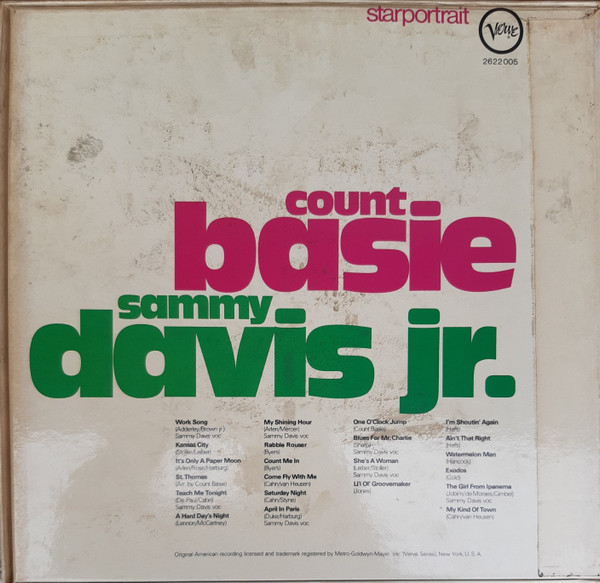 starportrait
Verve
2622005
count
basie
sammy
davis jr.
Work Song
(Adderley/Brown jr.)
Sammy Davis voc
Kansas City
(Stoller/Leiber)
It's Only A Paper Moon
(Arlen/Rose/Harburg)
St. Thomas
(Arr. by Count Basie)
Teach Me Tonight
(De Paul/Cahn)
Sammy Davis voc
A Hard Day's Night
(Lennon/McCartney)
My Shining Hour
(Arlen/Mercer)
Sammy Davis voc
Rabble Rouser
(Byers)
Count Me In
(Byers)
Come Fly With Me
(Cahn/van Heusen)
Saturday Night
(Cahn/Styne)
April In Paris
(Duke/Harburg)
Sammy Davis voc
One O'Clock Jump
(Count Basie)
Blues For Mr. Charlie
Sammy Davis voc
She's A Woman
(Leiber/Stoller)
Sammy Davis voc
Li'l Ol' Groovemaker
(Jones)
I'm Shoutin' Again
(Hefti)
Ain't That Right
(Hefti)
Watermelon Man
(Hancock)
Exodos
(Gold)
The Girl From Ipanema
(Jobim/deMoraes/Gimbel)
Sammy Davis voc
My Kind Of Town
(Cahn/van Heusen)
Original American recording licensed and trademark registered by Metro-Goldwyn-Mayer Inc. (Verve Series), New York, U.S.A.